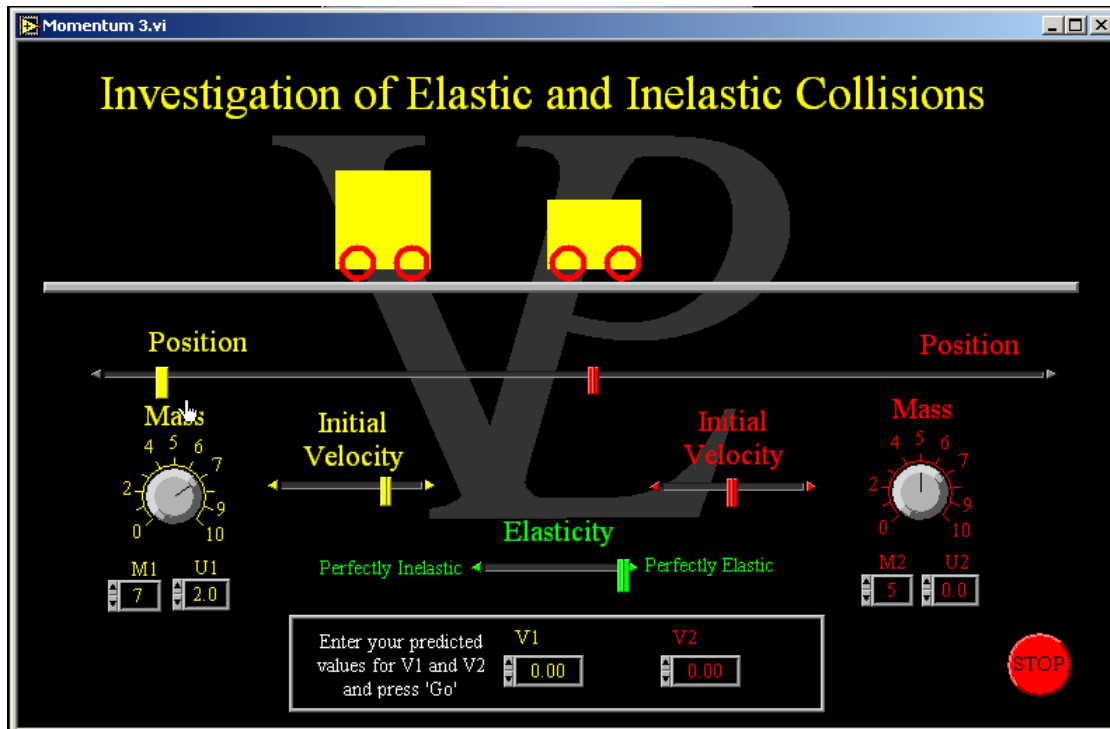 Momentum 3.vi
Investigation of Elastic and Inelastic Collisions
VPL
Position
Position
Mass
4 5 6
7
2
9
0
10
Initial
Velocity
Initial
Velocity
Mass
4 5 6
7
2
9
0
10
Elasticity
Perfectly Inelastic
Perfectly Elastic
M1 U1
7 2.0
M2 U2
5 0.0
Enter your predicted
values for V1 and V2
and press 'Go'
V1 V2
0.00 0.00
STOP